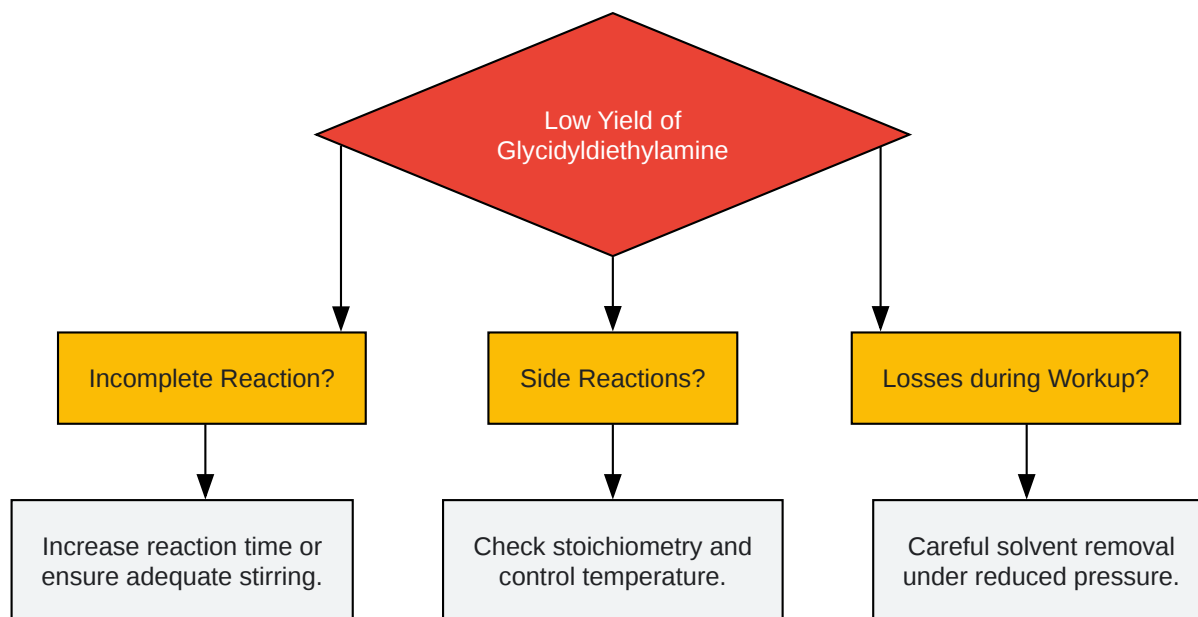 Low Yield of
Glycidyldiethylamine
Incomplete Reaction?
Side Reactions?
Losses during Workup?
Increase reaction time or
ensure adequate stirring.
Check stoichiometry and
control temperature.
Careful solvent removal
under reduced pressure.